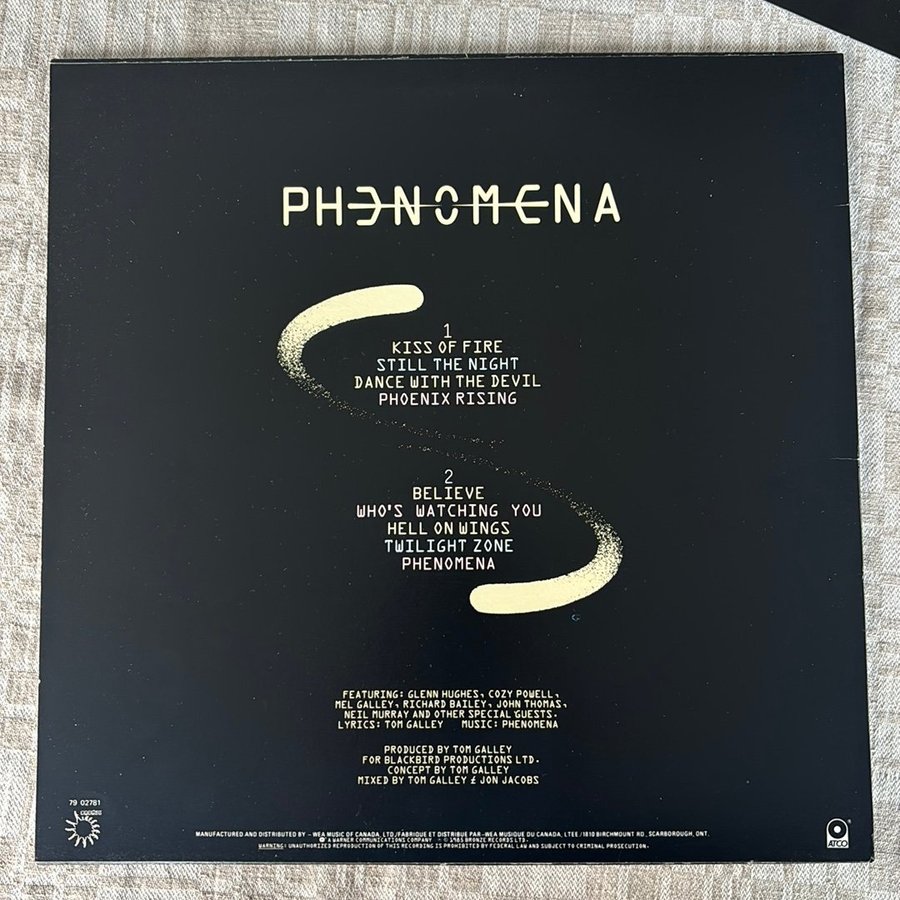 PHENOMENA
1
KISS OF FIRE
STILL THE NIGHT
DANCE WITH THE DEVIL
PHOENIX RISING
2
BELIEVE
WHO'S WATCHING YOU
HELL ON WINGS
TWILIGHT ZONE
PHENOMENA
FEATURING: GLENN HUGHES, COZY POWELL,
MEL GALLEY, RICHARD BAILEY, JOHN THOMAS,
NEIL MURRAY AND OTHER SPECIAL GUESTS.
LYRICS: TOM GALLEY MUSIC: PHENOMENA
PRODUCED BY TOM GALLEY
FOR BLACKBIRD PRODUCTIONS LTD.
CONCEPT BY TOM GALLEY
MIXED BY TOM GALLEY £ JON JACOBS
79 02781
BRONZE
MANUFACTURED AND DISTRIBUTED BY - WEA MUSIC OF CANADA, LTD./FABRIQUE ET DISTRIBUE PAR-WEA MUSIQUE DU CANADA, LTEE /1810 BIRCHMOUNT RD., SCARBOROUGH, ONT.
A WARNER COMMUNICATIONS COMPANY ℗ © 1985 BRONZE RECORDS LTD.
WARNING: UNAUTHORIZED REPRODUCTION OF THIS RECORDING IS PROHIBITED BY FEDERAL LAW AND SUBJECT TO CRIMINAL PROSECUTION.
ATCO ®